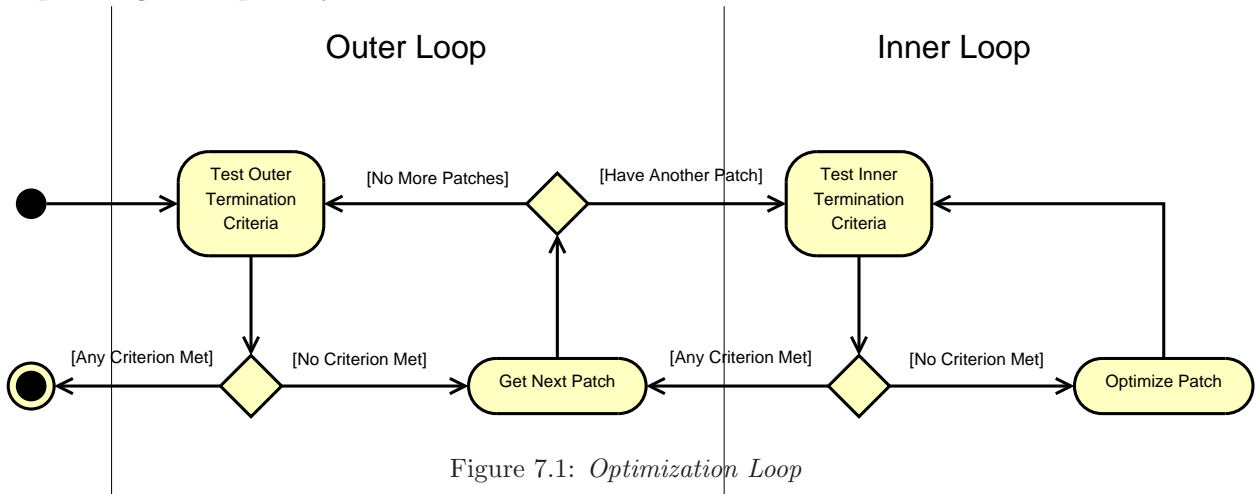 Outer Loop
Inner Loop
Test Outer
Termination
Criteria
[No More Patches]
[Have Another Patch]
Test Inner
Termination
Criteria
[Any Criterion Met]
[No Criterion Met]
Get Next Patch
[Any Criterion Met]
[No Criterion Met]
Optimize Patch
Figure 7.1: Optimization Loop